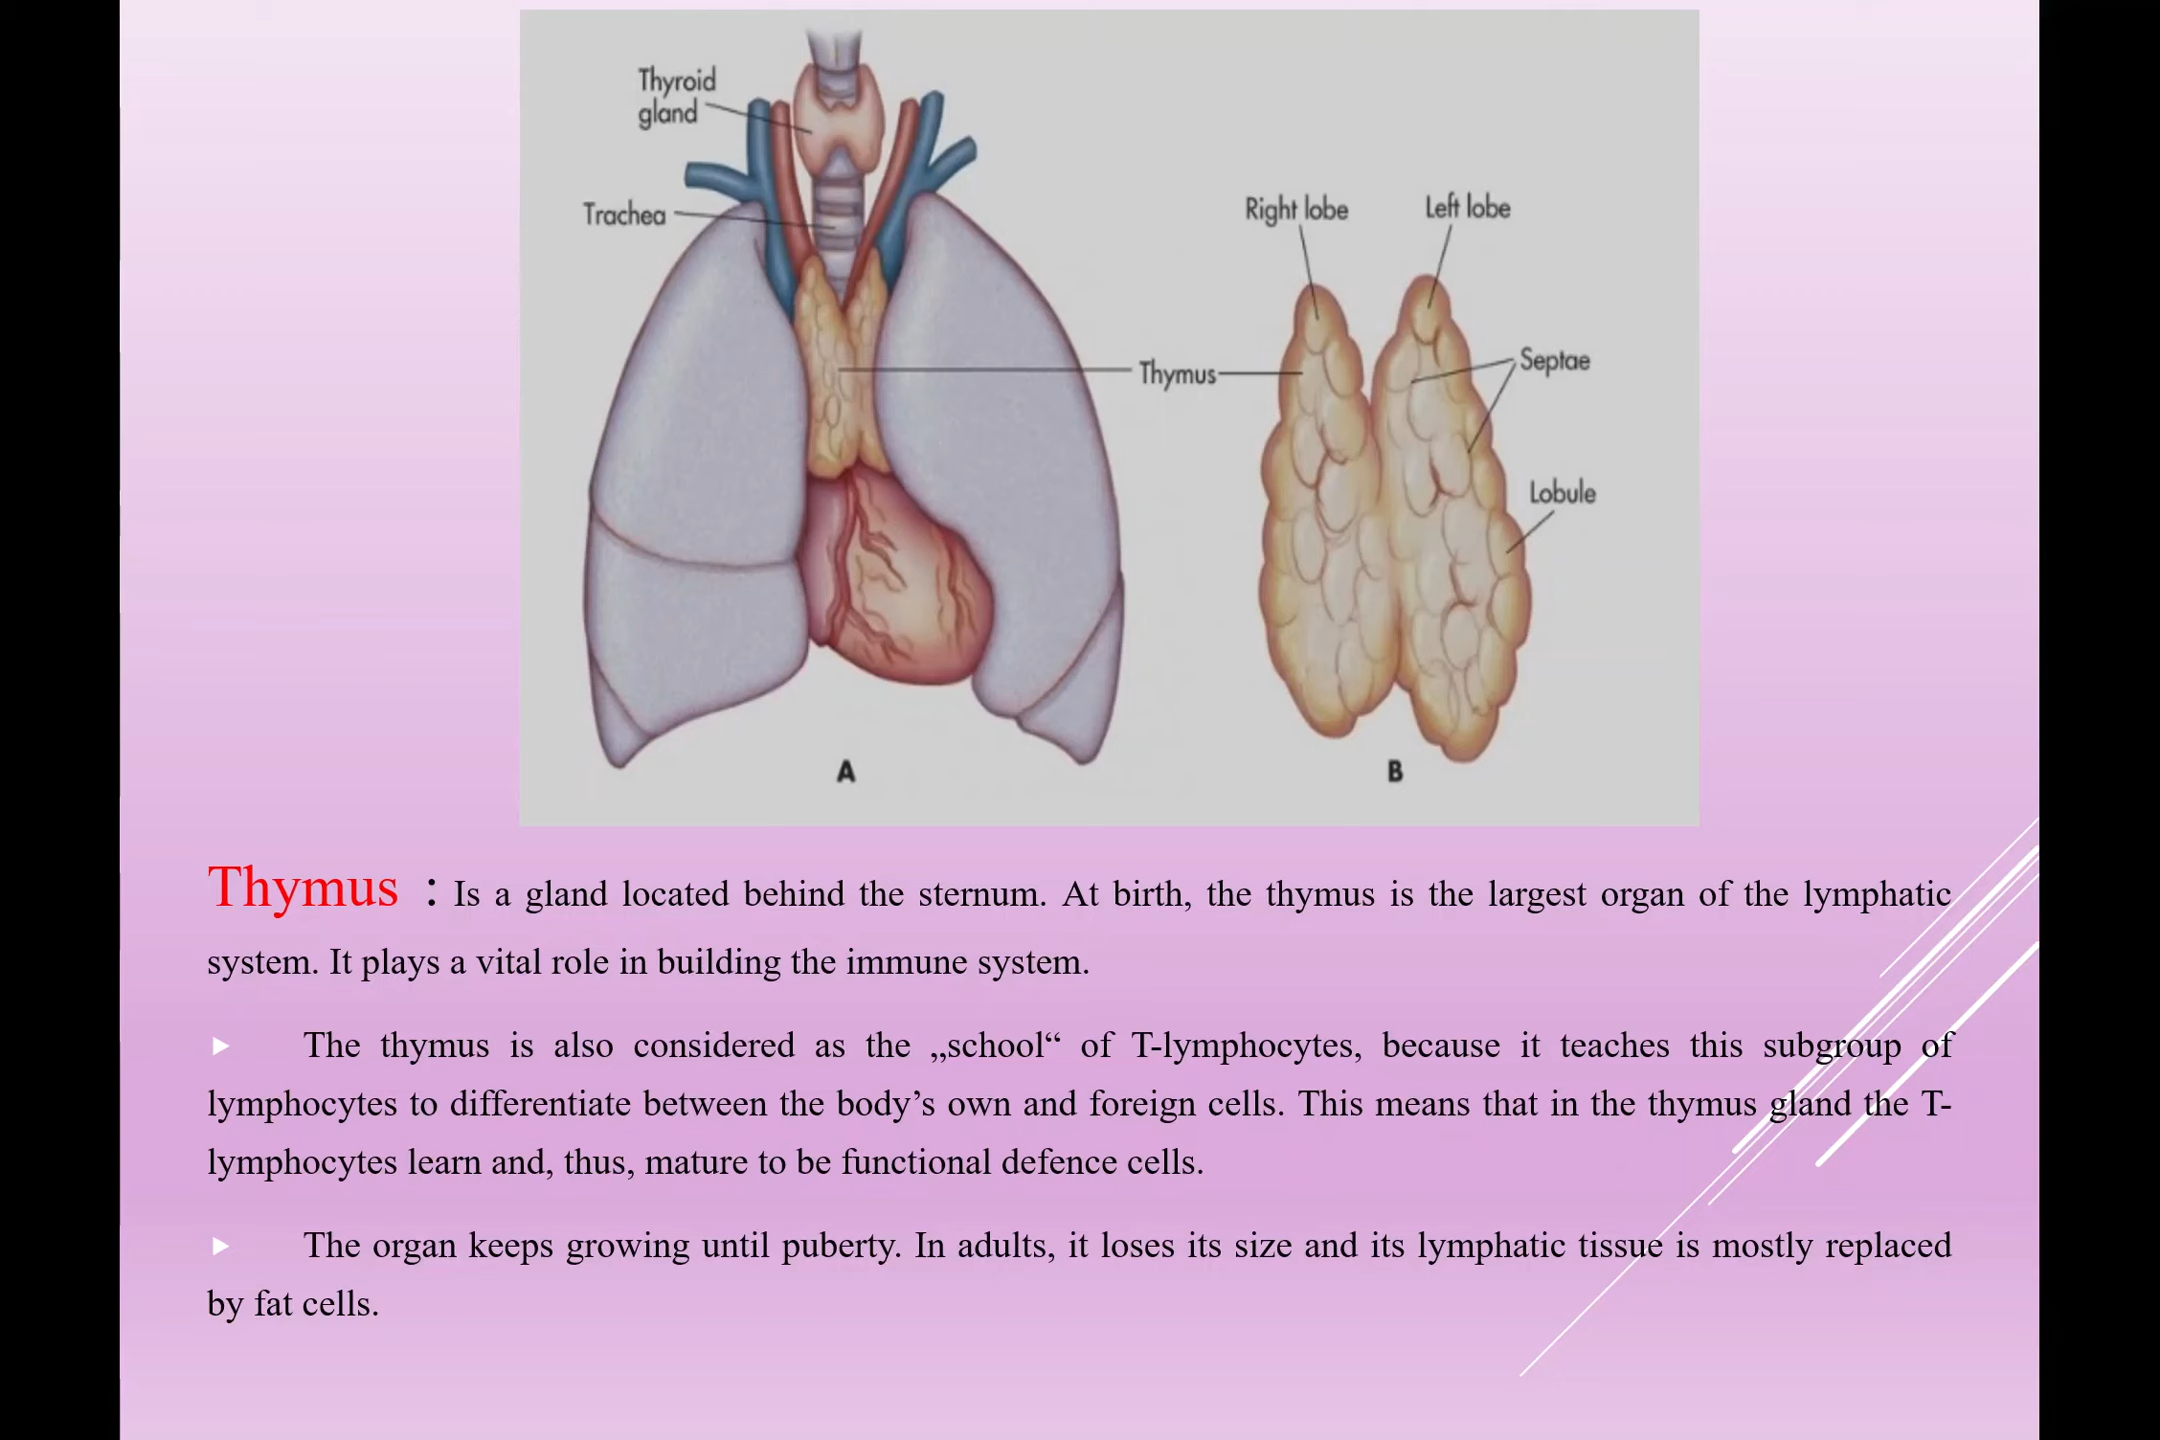 Thyroid
gland
Trachea
Right lobe
Left lobe
Thymus
Septae
Lobule
A
B
Thymus : Is a gland located behind the sternum. At birth, the thymus is the largest organ of the lymphatic
system. It plays a vital role in building the immune system.
The thymus is also considered as the „school“ of T-lymphocytes, because it teaches this subgroup of
lymphocytes to differentiate between the body’s own and foreign cells. This means that in the thymus gland the T-
lymphocytes learn and, thus, mature to be functional defence cells.
The organ keeps growing until puberty. In adults, it loses its size and its lymphatic tissue is mostly replaced
by fat cells.